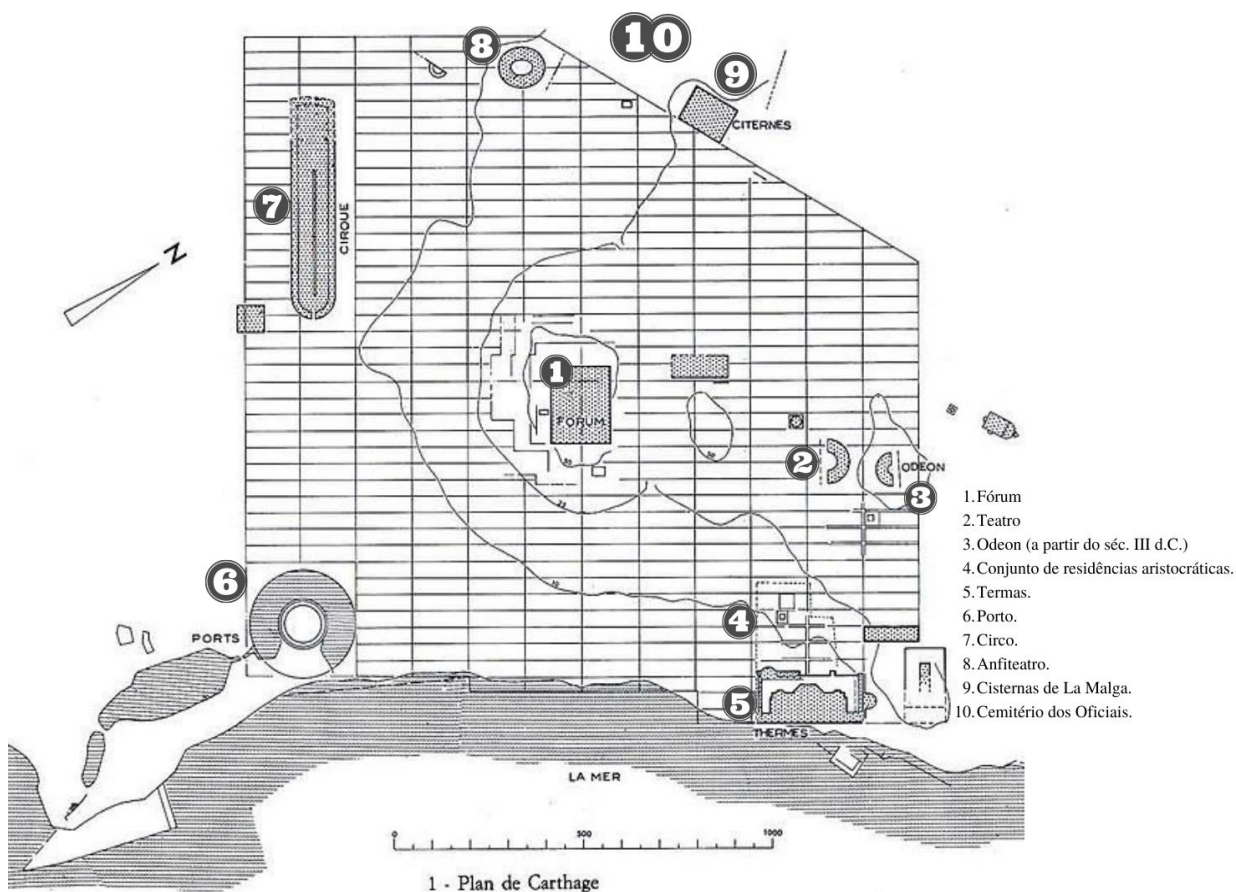 8
10
9
CITERNES
7
CIRQUE
N
1
FORUM
2
ODEON
3
6
PORTS
4
5
THERMES
LA MER
0 500 1000
1 - Plan de Carthage
1. Fórum
2. Teatro
3. Odeon (a partir do séc. III d.C.)
4. Conjunto de residências aristocráticas.
5. Termas.
6. Porto.
7. Circo.
8. Anfiteatro.
9. Cisternas de La Malga.
10. Cemitério dos Oficiais.